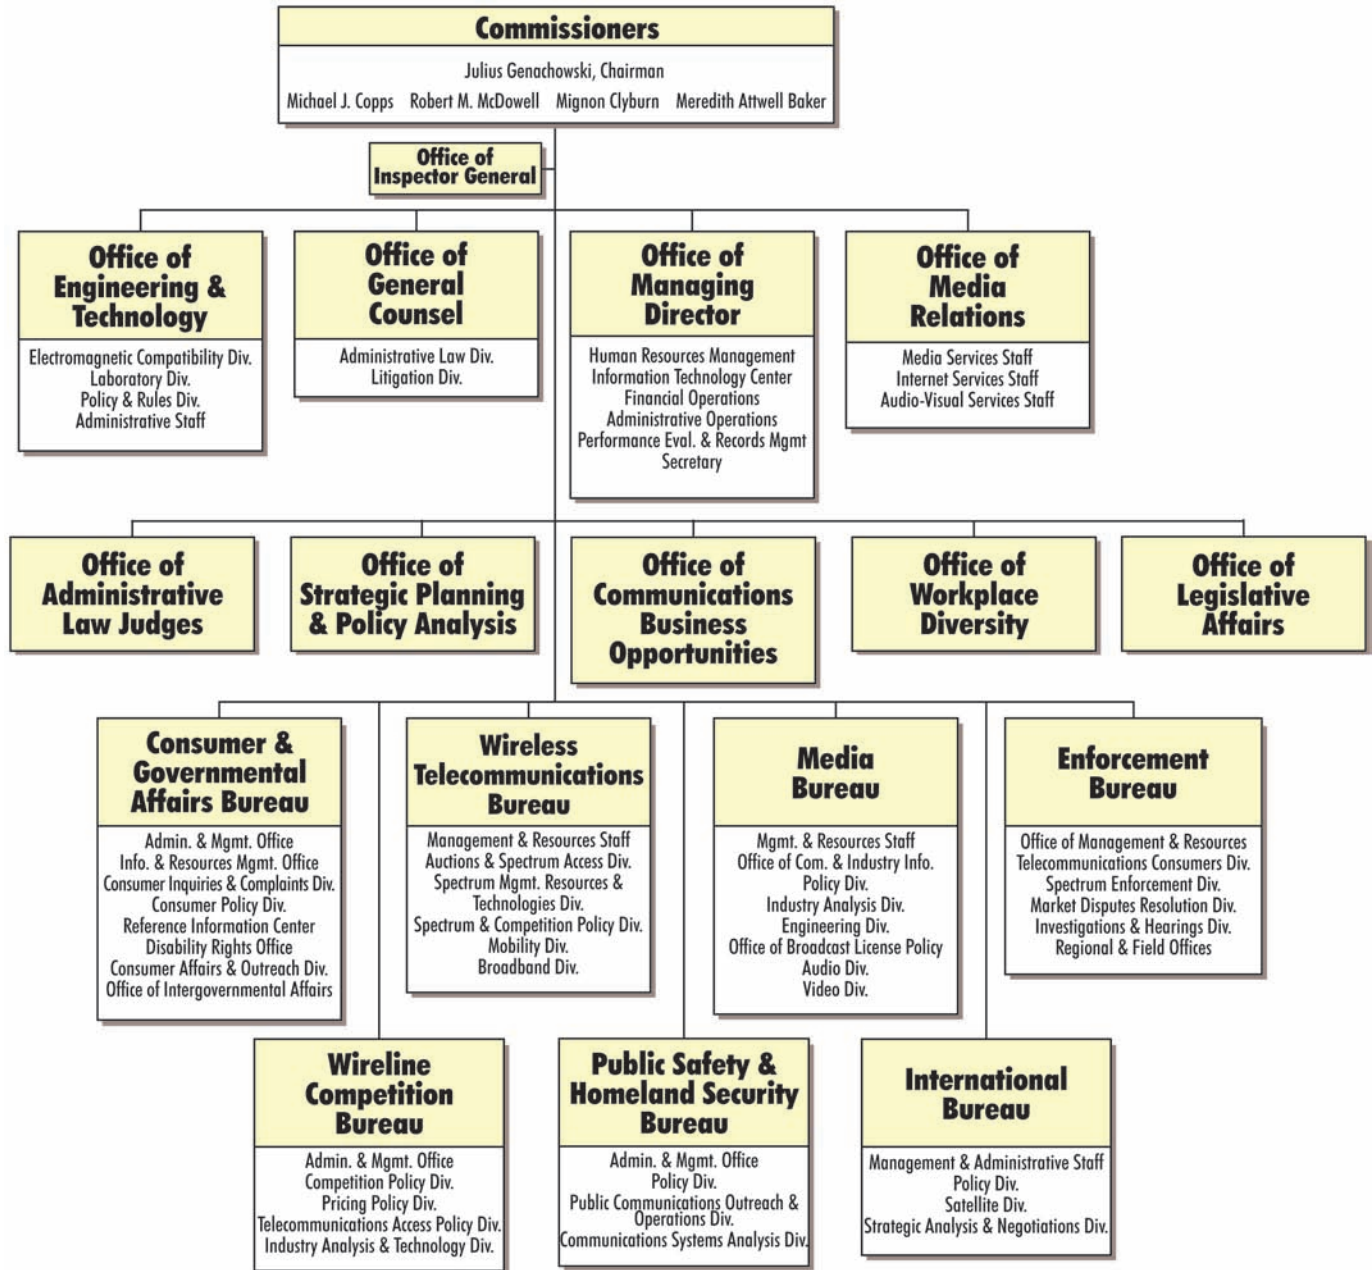 Commissioners
Julius Genachowski, Chairman
Michael J. Copps Robert M. McDowell Mignon Clyburn Meredith Attwell Baker
Office of
Inspector General
Office of
Engineering &
Technology
Electromagnetic Compatibility Div.
Laboratory Div.
Policy & Rules Div.
Administrative Staff
Office of
General
Counsel
Administrative Law Div.
Litigation Div.
Office of
Managing
Director
Human Resources Management
Information Technology Center
Financial Operations
Administrative Operations
Performance Eval. & Records Mgmt
Secretary
Office of
Media
Relations
Media Services Staff
Internet Services Staff
Audio-Visual Services Staff
Office of
Administrative
Law Judges
Office of
Strategic Planning
& Policy Analysis
Office of
Communications
Business
Opportunities
Office of
Workplace
Diversity
Office of
Legislative
Affairs
Consumer &
Governmental
Affairs Bureau
Admin. & Mgmt. Office
Info. & Resources Mgmt. Office
Consumer Inquiries & Complaints Div.
Consumer Policy Div.
Reference Information Center
Disability Rights Office
Consumer Affairs & Outreach Div.
Office of Intergovernmental Affairs
Wireless
Telecommunications
Bureau
Management & Resources Staff
Auctions & Spectrum Access Div.
Spectrum Mgmt. Resources &
Technologies Div.
Spectrum & Competition Policy Div.
Mobility Div.
Broadband Div.
Media
Bureau
Mgmt. & Resources Staff
Office of Com. & Industry Info.
Policy Div.
Industry Analysis Div.
Engineering Div.
Office of Broadcast License Policy
Audio Div.
Video Div.
Enforcement
Bureau
Office of Management & Resources
Telecommunications Consumers Div.
Spectrum Enforcement Div.
Market Disputes Resolution Div.
Investigations & Hearings Div.
Regional & Field Offices
Wireline
Competition
Bureau
Admin. & Mgmt. Office
Competition Policy Div.
Pricing Policy Div.
Telecommunications Access Policy Div.
Industry Analysis & Technology Div.
Public Safety &
Homeland Security
Bureau
Admin. & Mgmt. Office
Policy Div.
Public Communications Outreach &
Operations Div.
Communications Systems Analysis Div.
International
Bureau
Management & Administrative Staff
Policy Div.
Satellite Div.
Strategic Analysis & Negotiations Div.